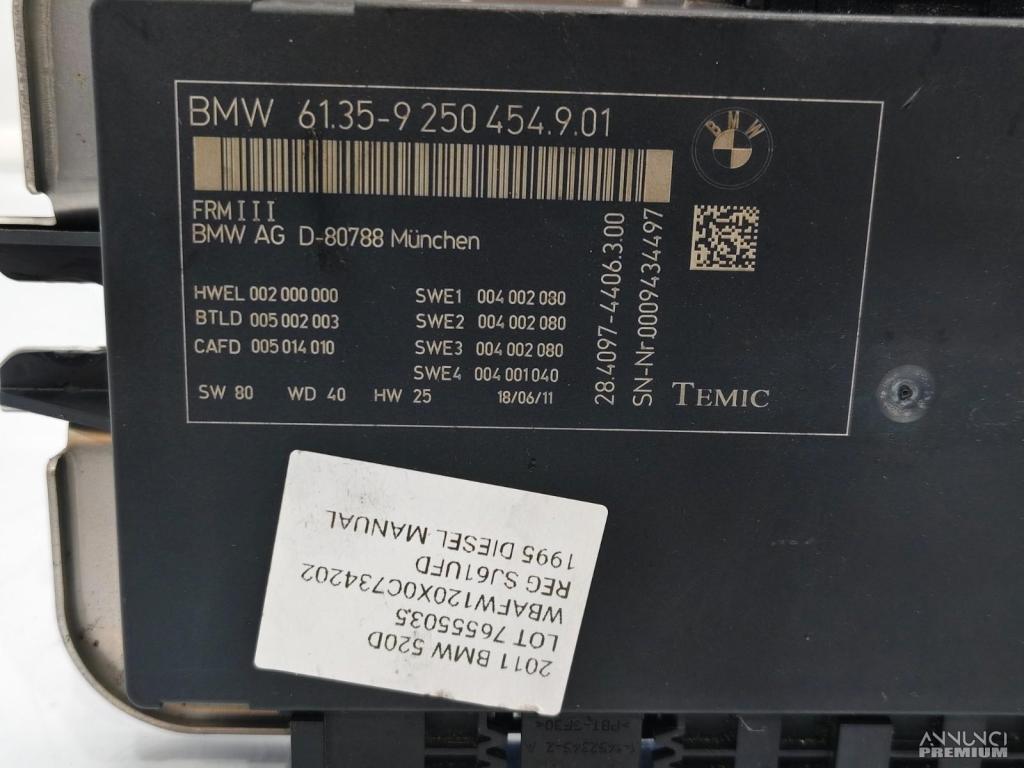 BMW 61.35-9 250 454.9.01
BMW
FRM III
BMW AG D-80788 München
HWEL 002 000 000
BTLD 005 002 003
CAFD 005 014 010
SWE1 004 002 080
SWE2 004 002 080
SWE3 004 002 080
SWE4 004 001 040
SW 80 WD 40 HW 25 18/06/11
28.4097-4406.3.00
SN-Nr0009434497
TEMIC
2011 BMW 520D
LOT 76555035
WBAFW120X0C734202
REG SJ61UFD
1995 DIESEL MANUAL
ANNUNCI
PREMIUM